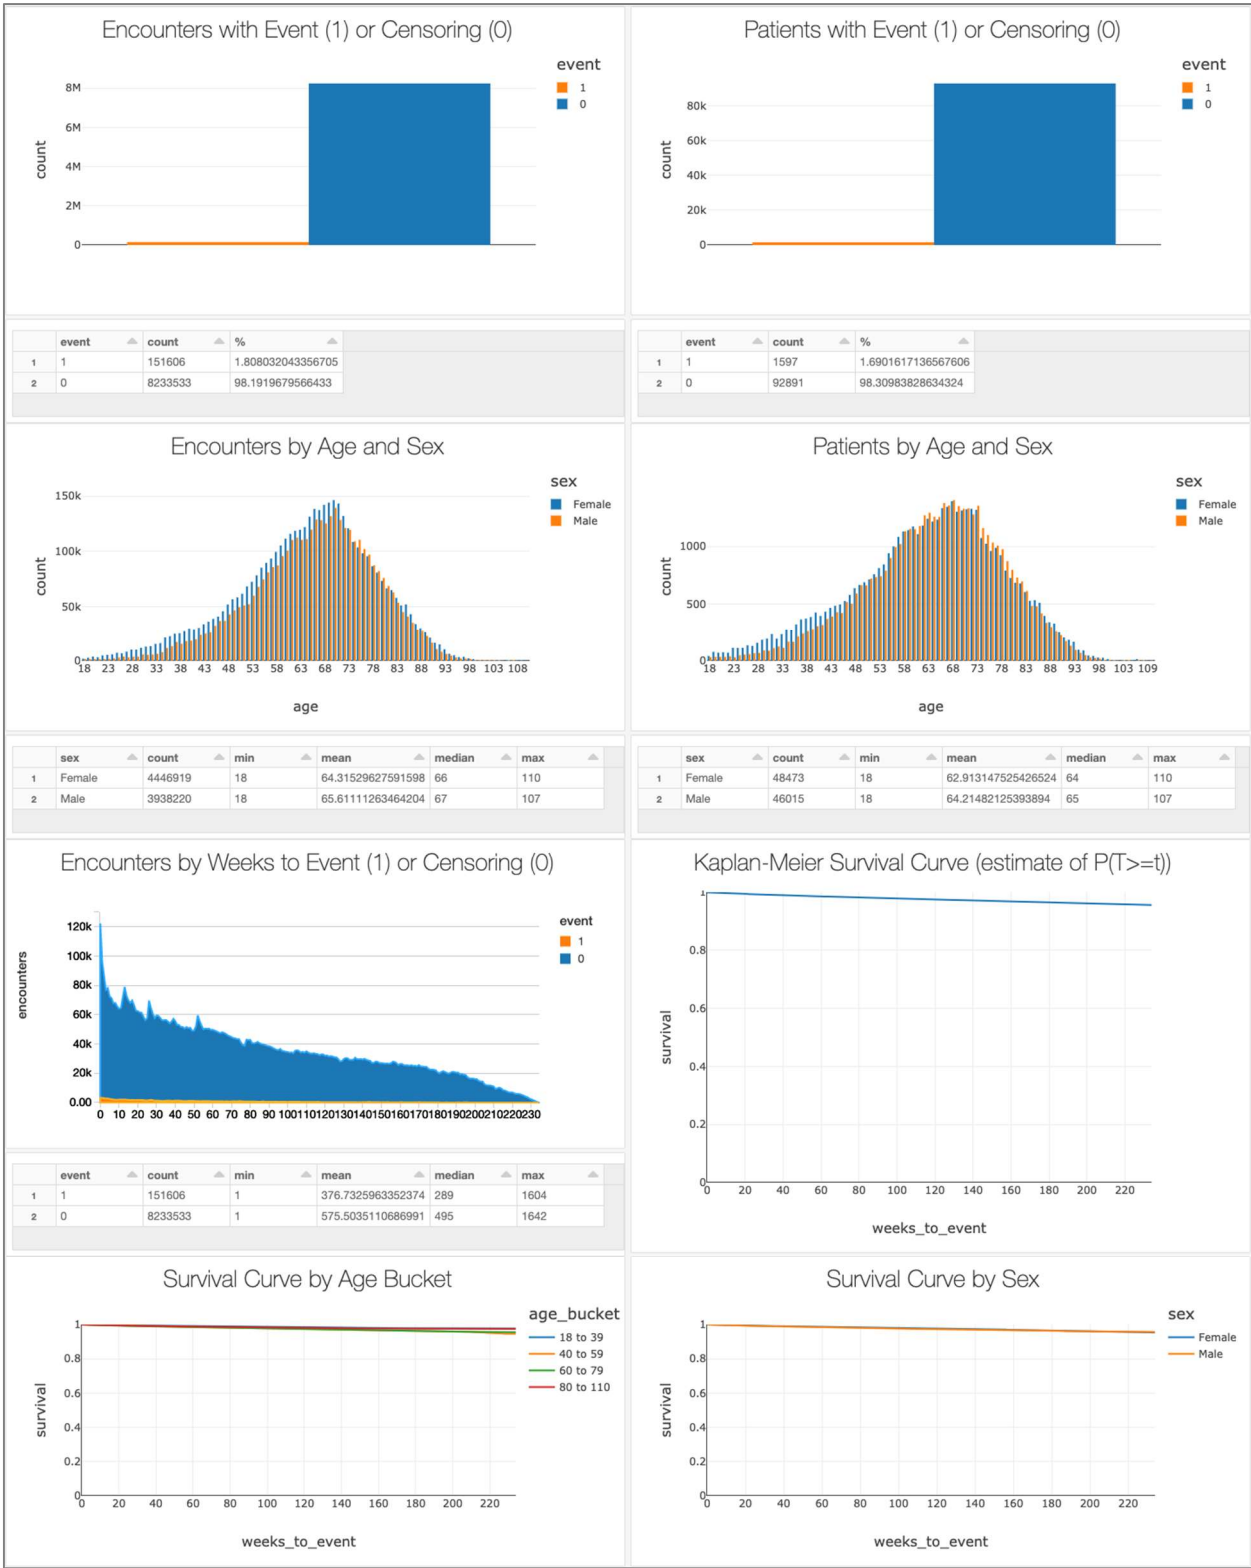 Encounters with Event (1) or Censoring (0)
event
1
0
8M
6M
4M
2M
0
count
Patients with Event (1) or Censoring (0)
event
1
0
80k
60k
40k
20k
0
count
event count %
1 1 151606 1.808032043356705
2 0 8233533 98.1919679566433
event count %
1 1 1597 1.6901617136567606
2 0 92891 98.30983828634324
Encounters by Age and Sex
sex
Female
Male
150k
100k
50k
0
count
18 23 28 33 38 43 48 53 58 63 68 73 78 83 88 93 98 103 108
age
Patients by Age and Sex
sex
Female
Male
1000
500
0
count
18 23 28 33 38 43 48 53 58 63 68 73 78 83 88 93 98 103 109
age
sex count min mean median max
1 Female 4446919 18 64.31529627591598 66 110
2 Male 3938220 18 65.61111263464204 67 107
sex count min mean median max
1 Female 48473 18 62.913147525426524 64 110
2 Male 46015 18 64.21482125393894 65 107
Encounters by Weeks to Event (1) or Censoring (0)
event
1
0
120k
100k
80k
60k
40k
20k
0.00
encounters
0 10 20 30 40 50 60 70 80 90 100110120130140150160170180190200210220230
event count min mean median max
1 1 151606 1 376.7325963352374 289 1604
2 0 8233533 1 575.5035110686991 495 1642
Kaplan-Meier Survival Curve (estimate of P(T>=t))
1
0.8
0.6
0.4
0.2
0
survival
0 20 40 60 80 100 120 140 160 180 200 220
weeks_to_event
Survival Curve by Age Bucket
age_bucket
18 to 39
40 to 59
60 to 79
80 to 110
1
0.8
0.6
0.4
0.2
0
survival
0 20 40 60 80 100 120 140 160 180 200 220
weeks_to_event
Survival Curve by Sex
sex
Female
Male
1
0.8
0.6
0.4
0.2
0
survival
0 20 40 60 80 100 120 140 160 180 200 220
weeks_to_event